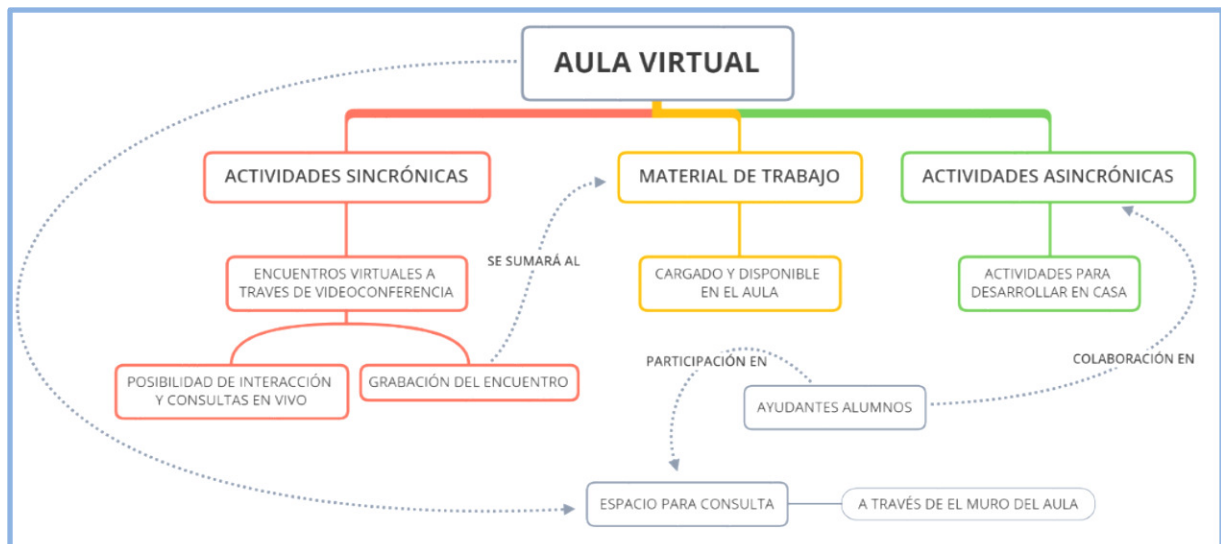 AULA VIRTUAL
ACTIVIDADES SINCRÓNICAS
MATERIAL DE TRABAJO
ACTIVIDADES ASINCRÓNICAS
SE SUMARÁ AL
ENCUENTROS VIRTUALES A
TRAVES DE VIDEOCONFERENCIA
CARGADO Y DISPONIBLE
EN EL AULA
ACTIVIDADES PARA
DESARROLLAR EN CASA
POSIBILIDAD DE INTERACCIÓN
Y CONSULTAS EN VIVO
GRABACIÓN DEL ENCUENTRO
PARTICIPACIÓN EN
COLABORACIÓN EN
AYUDANTES ALUMNOS
ESPACIO PARA CONSULTA
A TRAVÉS DE EL MURO DEL AULA